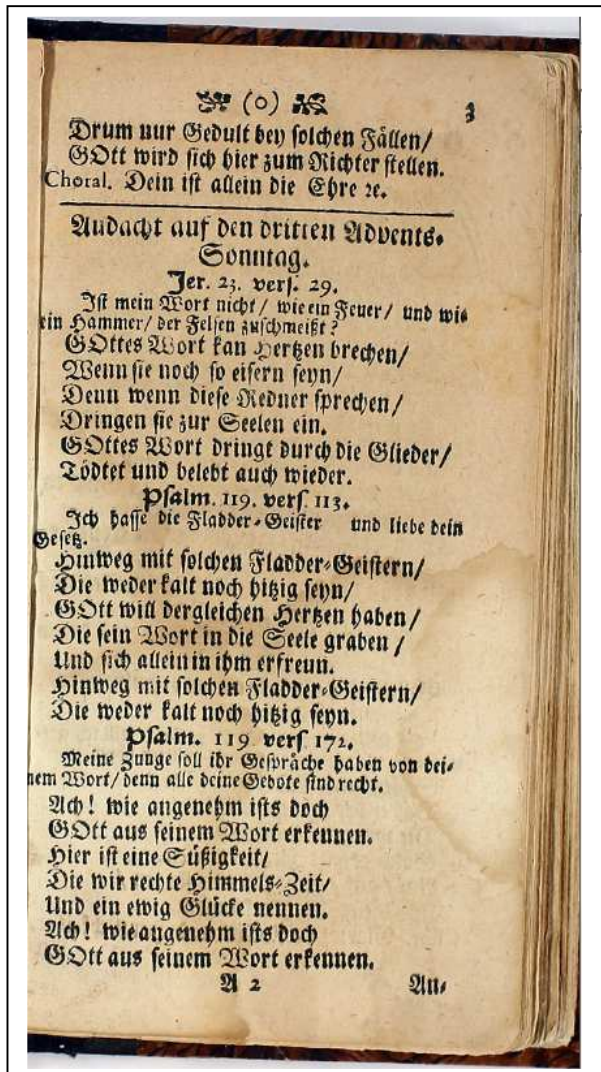 (o) 3
Drum nur Gedult bey solchen Fällen/
GOtt wird sich hier zum Richter stellen.
Choral. Dein ist allein die Ehre ꝛc.
Andacht auf den dritten Advents-
Sonntag.
Jer. 23. vers. 29.
Ist mein Wort nicht/ wie ein Feuer/ und wie
ein Hammer/ der Felsen zuschmeißt?
GOttes Wort kan Hertzen brechen/
Wenn sie noch so eisern seyn/
Denn wenn diese Redner sprechen/
Dringen sie zur Seelen ein.
GOttes Wort dringt durch die Glieder/
Tödtet und belebt auch wieder.
Psalm. 119. vers. 113.
Ich hasse die Fladder-Geister und liebe dein
Gesetz.
Hinweg mit solchen Fladder-Geistern/
Die weder kalt noch hitzig seyn/
GOtt will dergleichen Hertzen haben/
Die sein Wort in die Seele graben/
Und sich allein in ihm erfreun.
Hinweg mit solchen Fladder-Geistern/
Die weder kalt noch hitzig seyn.
Psalm. 119 vers 172.
Meine Zunge soll ihr Gespräche haben von dei-
nem Wort/ denn alle deine Gebote sind recht.
Ach! wie angenehm ists doch
GOtt aus seinem Wort erkennen.
Hier ist eine Süßigkeit/
Die wir rechte Himmels-Zeit/
Und ein ewig Glücke nennen.
Ach! wie angenehm ists doch
GOtt aus seinem Wort erkennen.
A 2 An-